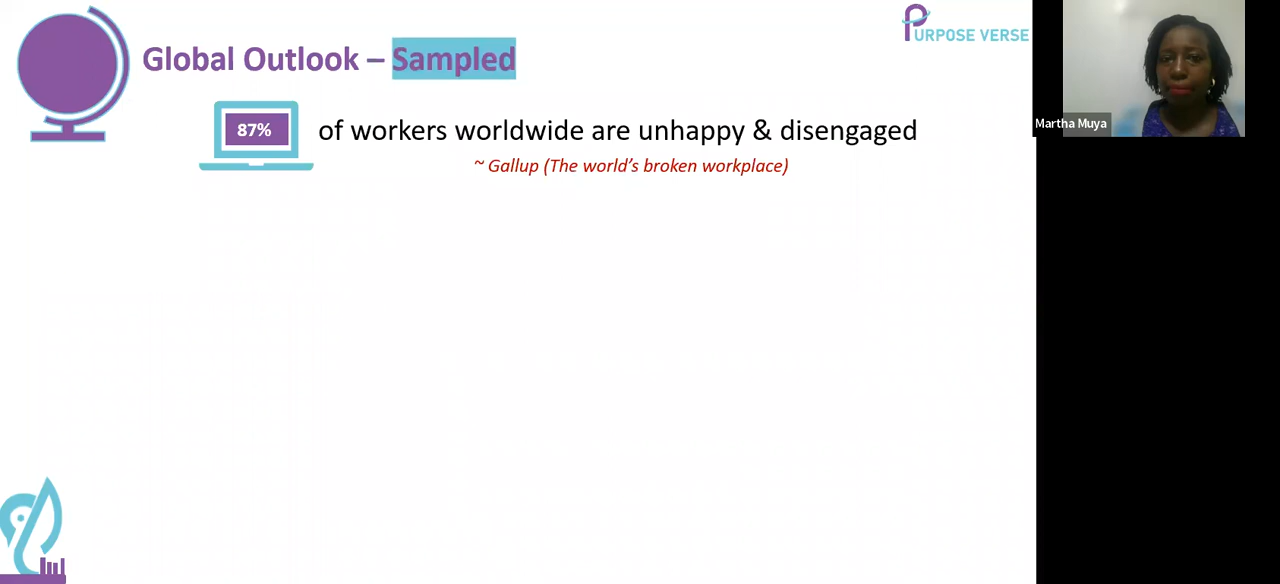 PURPOSE VERSE
Global Outlook – Sampled
87% of workers worldwide are unhappy & disengaged
~ Gallup (The world's broken workplace)
Martha Muya